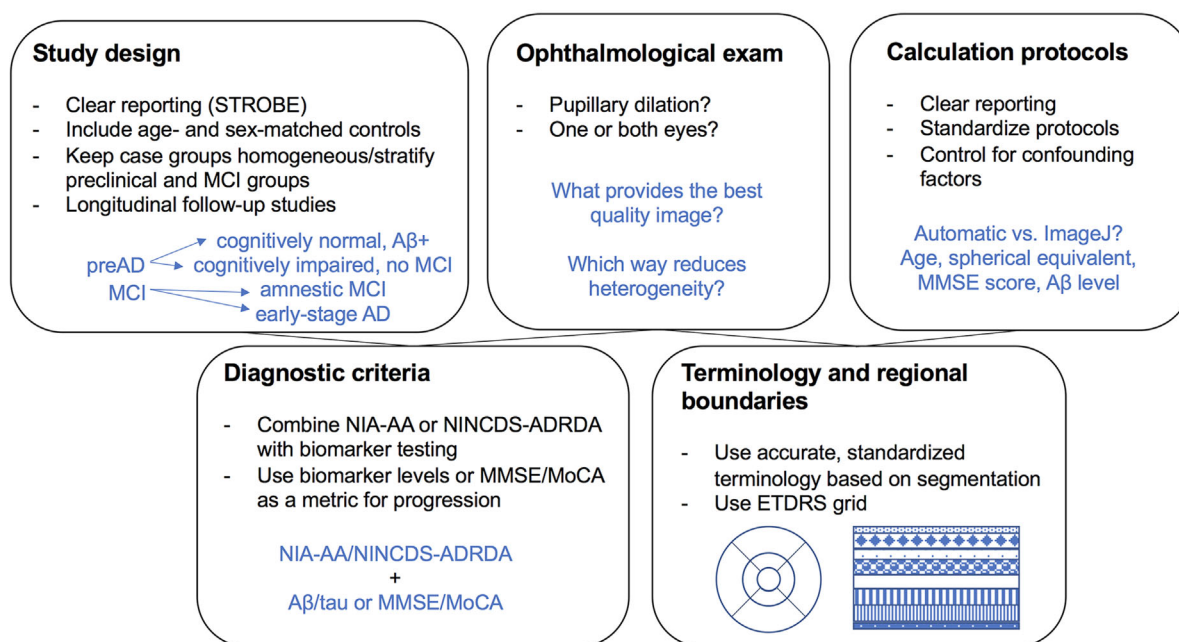 Study design
- Clear reporting (STROBE)
- Include age- and sex-matched controls
- Keep case groups homogeneous/stratify
preclinical and MCI groups
- Longitudinal follow-up studies
preAD
cognitively normal, Aβ+
cognitively impaired, no MCI
MCI
amnestic MCI
early-stage AD
Ophthalmological exam
- Pupillary dilation?
- One or both eyes?
What provides the best
quality image?
Which way reduces
heterogeneity?
Calculation protocols
- Clear reporting
- Standardize protocols
- Control for confounding
factors
Automatic vs. ImageJ?
Age, spherical equivalent,
MMSE score, Aβ level
Diagnostic criteria
- Combine NIA-AA or NINCDS-ADRDA
with biomarker testing
- Use biomarker levels or MMSE/MoCA
as a metric for progression
NIA-AA/NINCDS-ADRDA
+
Aβ/tau or MMSE/MoCA
Terminology and regional
boundaries
- Use accurate, standardized
terminology based on segmentation
- Use ETDRS grid